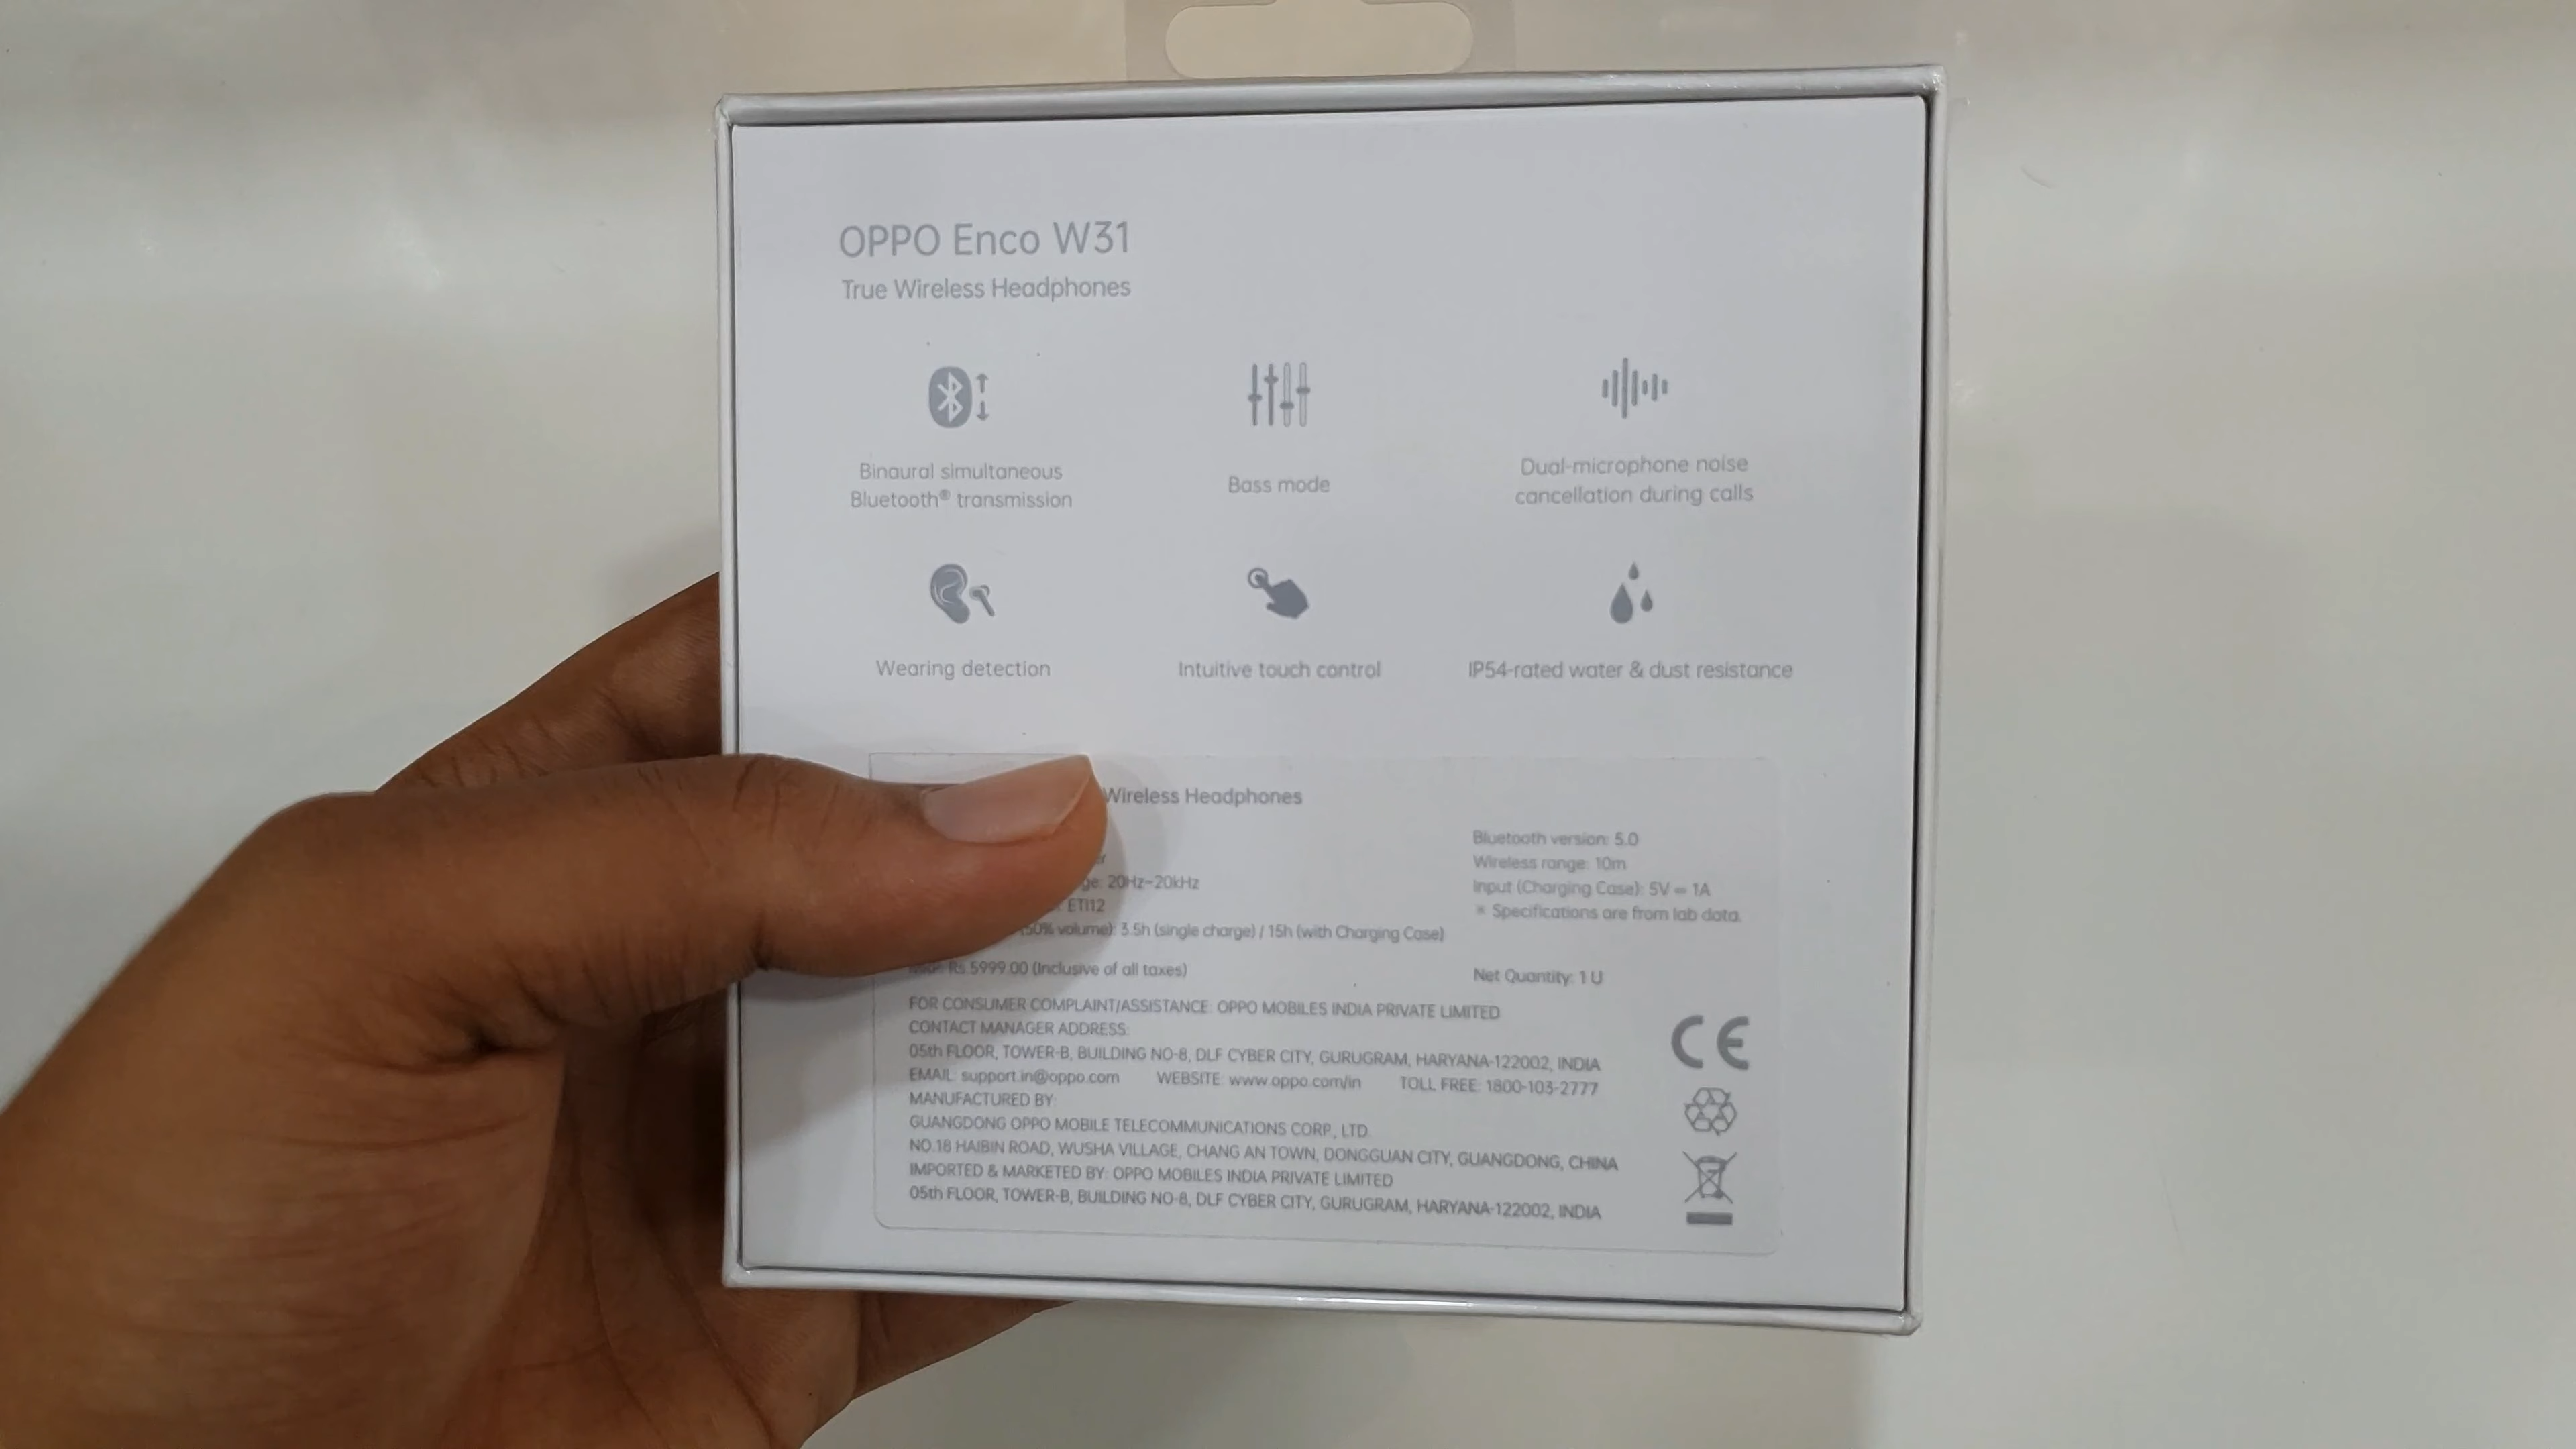 OPPO Enco W31
True Wireless Headphones
Binaural simultaneous
Bluetooth® transmission
Bass mode
Dual-microphone noise
cancellation during calls
Wearing detection
Intuitive touch control
IP54-rated water & dust resistance
Wireless Headphones
20Hz~20kHz
ETI12
(50% volume): 3.5h (single charge) / 15h (with Charging Case)
Rs.5999.00 (Inclusive of all taxes)
Bluetooth version: 5.0
Wireless range: 10m
Input (Charging Case): 5V ⎓ 1A
※ Specifications are from lab data.
Net Quantity: 1 U
FOR CONSUMER COMPLAINT/ASSISTANCE: OPPO MOBILES INDIA PRIVATE LIMITED
CONTACT MANAGER ADDRESS:
05th FLOOR, TOWER-B, BUILDING NO-8, DLF CYBER CITY, GURUGRAM, HARYANA-122002, INDIA
EMAIL: support.in@oppo.com WEBSITE: www.oppo.com/in TOLL FREE: 1800-103-2777
MANUFACTURED BY:
GUANGDONG OPPO MOBILE TELECOMMUNICATIONS CORP., LTD.
NO.18 HAIBIN ROAD, WUSHA VILLAGE, CHANG AN TOWN, DONGGUAN CITY, GUANGDONG, CHINA
IMPORTED & MARKETED BY: OPPO MOBILES INDIA PRIVATE LIMITED
05th FLOOR, TOWER-B, BUILDING NO-8, DLF CYBER CITY, GURUGRAM, HARYANA-122002, INDIA
CE